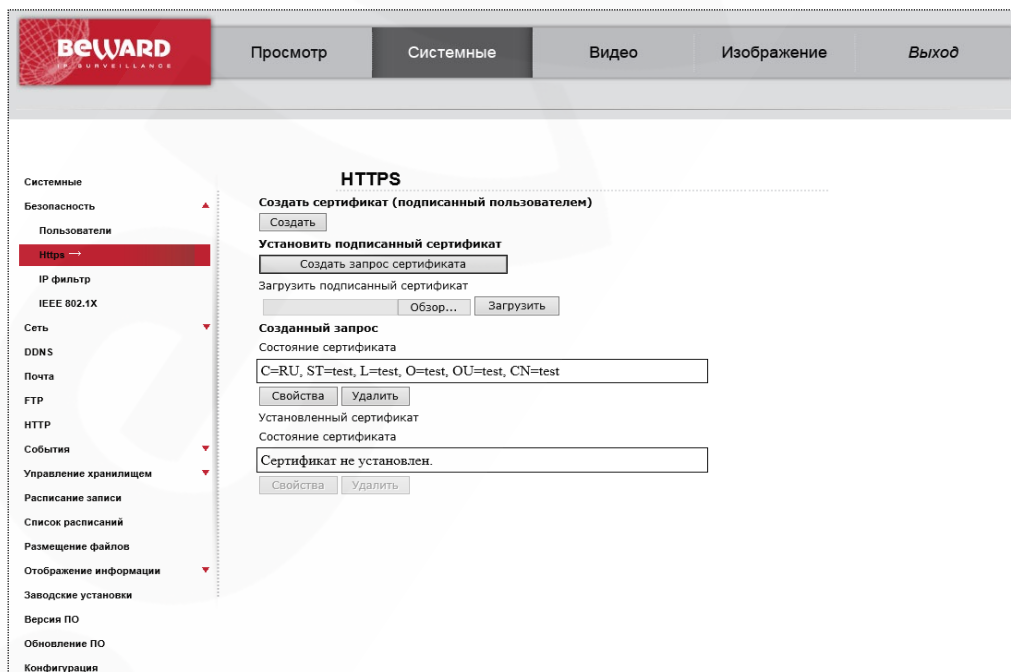 BEWARD
IP SURVEILLANCE
Просмотр
Системные
Видео
Изображение
Выход
Системные
Безопасность
Пользователи
Https →
IP фильтр
IEEE 802.1X
Сеть
DDNS
Почта
FTP
HTTP
События
Управление хранилищем
Расписание записи
Список расписаний
Размещение файлов
Отображение информации
Заводские установки
Версия ПО
Обновление ПО
Конфигурация
HTTPS
Создать сертификат (подписанный пользователем)
Создать
Установить подписанный сертификат
Создать запрос сертификата
Загрузить подписанный сертификат
Обзор... Загрузить
Созданный запрос
Состояние сертификата
C=RU, ST=test, L=test, O=test, OU=test, CN=test
Свойства Удалить
Установленный сертификат
Состояние сертификата
Сертификат не установлен.
Свойства Удалить